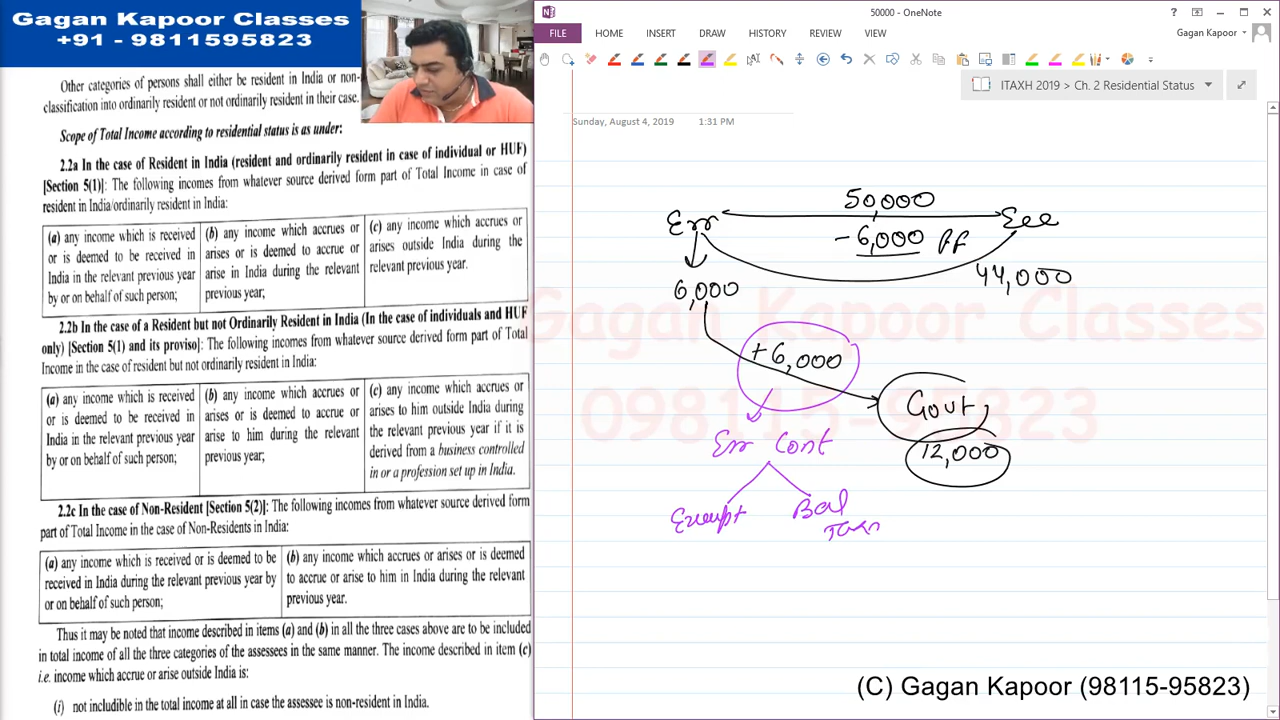 Gagan Kapoor Classes
+91 - 9811595823
Other categories of persons shall either be resident in India or non-
classification into ordinarily resident or not ordinarily resident in their case.
Scope of Total Income according to residential status is as under:
2.2a In the case of Resident in India (resident and ordinarily resident in case of individual or HUF)
[Section 5(1)]: The following incomes from whatever source derived form part of Total Income in case of
resident in India/ordinarily resident in India:
(a) any income which is received
or is deemed to be received in
India in the relevant previous year
by or on behalf of such person;
(b) any income which accrues or
arises or is deemed to accrue or
arise in India during the relevant
previous year;
(c) any income which accrues or
arises outside India during the
relevant previous year.
2.2b In the case of a Resident but not Ordinarily Resident in India (In the case of individuals and HUF
only) [Section 5(1) and its proviso]: The following incomes from whatever source derived form part of Total
Income in the case of resident but not ordinarily resident in India:
(a) any income which is received
or is deemed to be received in
India in the relevant previous year
by or on behalf of such person;
(b) any income which accrues or
arises or is deemed to accrue or
arise to him during the relevant
previous year;
(c) any income which accrues or
arises to him outside India during
the relevant previous year if it is
derived from a business controlled
in or a profession set up in India.
2.2c In the case of Non-Resident [Section 5(2)]: The following incomes from whatever source derived form
part of Total Income in the case of Non-Residents in India:
(a) any income which is received or is deemed to be
received in India during the relevant previous year by
or on behalf of such person;
(b) any income which accrues or arises or is deemed
to accrue or arise to him in India during the relevant
previous year.
Thus it may be noted that income described in items (a) and (b) in all the three cases above are to be included
in total income of all the three categories of the assessees in the same manner. The income described in item (c)
i.e. income which accrue or arise outside India is:
(i) not includible in the total income at all in case the assessee is non-resident in India.
50000 - OneNote
FILE HOME INSERT DRAW HISTORY REVIEW VIEW
Gagan Kapoor
ITAXH 2019 > Ch. 2 Residential Status
Sunday, August 4, 2019 1:31 PM
50,000
Err Eee
-6,000 PF
44,000
6,000
+6,000
Govt
12,000
Err Cont
Exempt Bal
Gagan Kapoor Classes
098115-95823
(C) Gagan Kapoor (98115-95823)